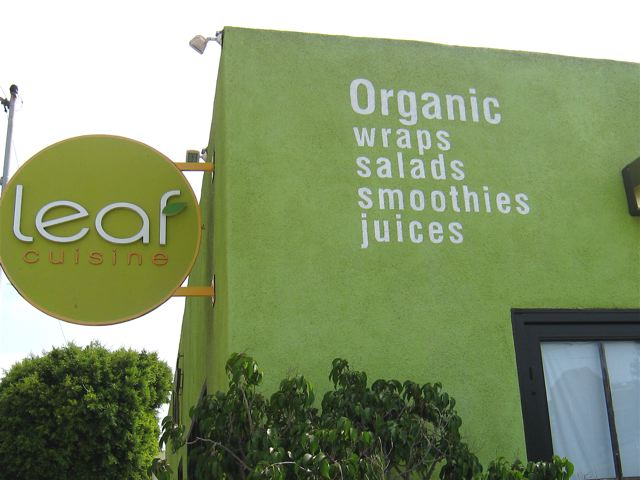 leaf
cuisine
Organic
wraps
salads
smoothies
juices